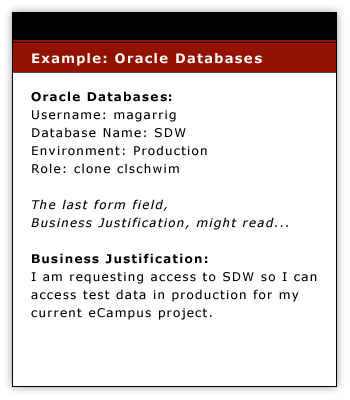 Example: Oracle Databases
Oracle Databases:
Username: magarrig
Database Name: SDW
Environment: Production
Role: clone clschwim
The last form field,
Business Justification, might read...
Business Justification:
I am requesting access to SDW so I can
access test data in production for my
current eCampus project.